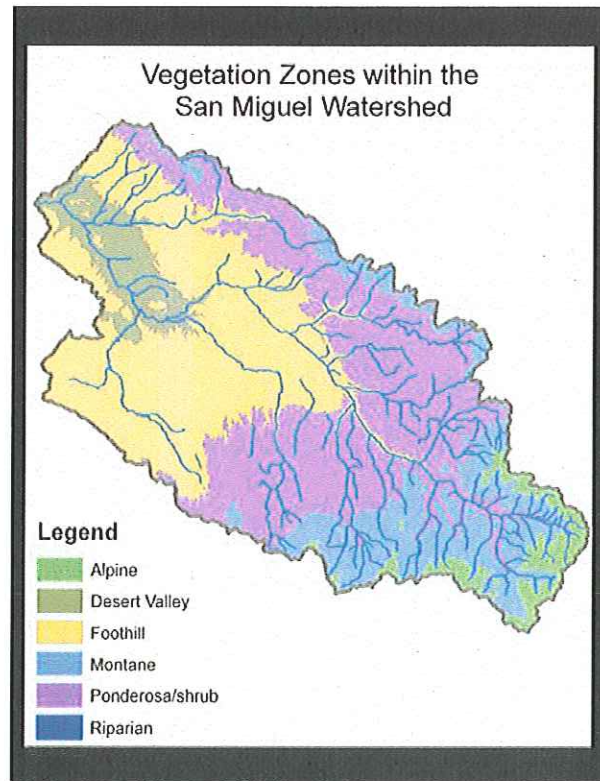 Vegetation Zones within the
San Miguel Watershed
Legend
Alpine
Desert Valley
Foothill
Montane
Ponderosa/shrub
Riparian